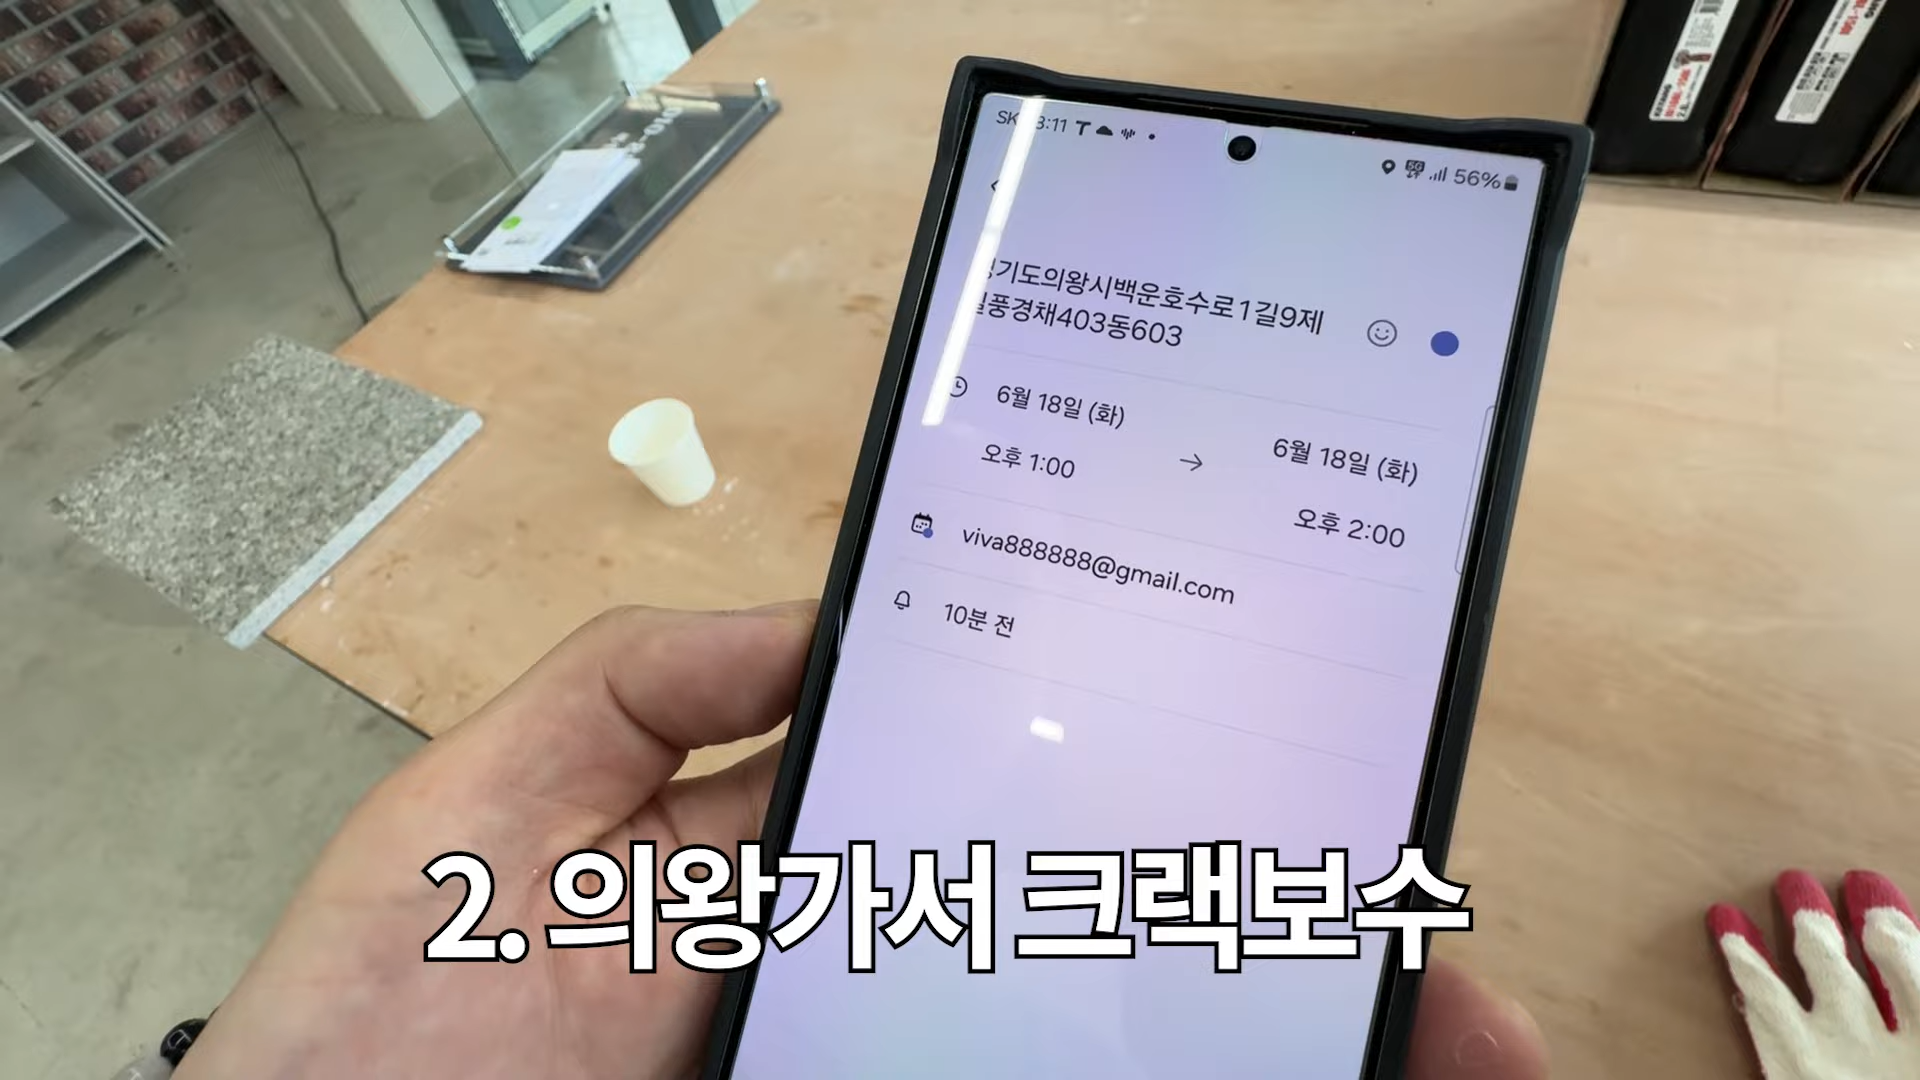 SK
3:11
5G
56%
기도의왕시백운호수로1길9제
일풍경채403동603
6월 18일 (화)
6월 18일 (화)
오후 1:00
오후 2:00
viva888888@gmail.com
10분 전
2. 의왕가서 크랙보수